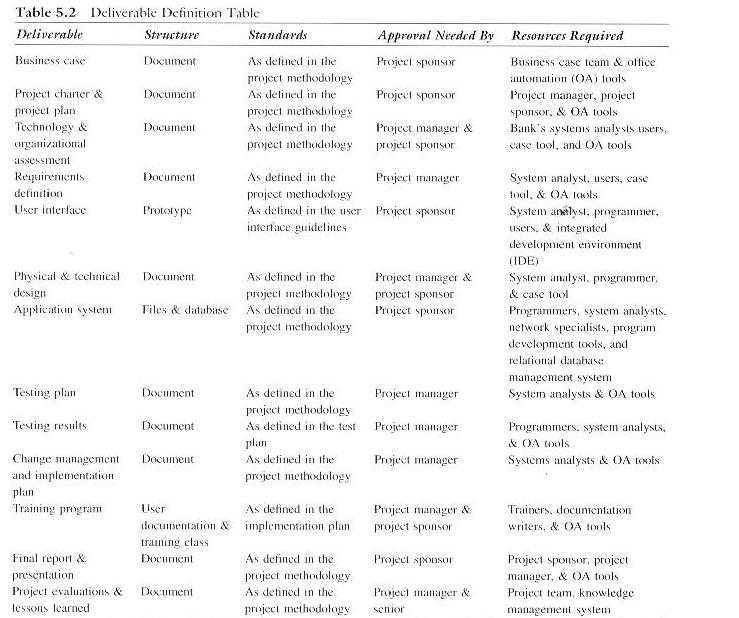 Table 5.2 Deliverable Definition Table
Deliverable Structure Standards Approval Needed By Resources Required
Business case Document As defined in the Project sponsor Business case team & office
project methodology automation (OA) tools
Project charter & Document As defined in the Project sponsor Project manager, project
project plan project methodology sponsor, & OA tools
Technology & Document As defined in the Project manager & Bank's systems analysts users,
organizational project methodology project sponsor case tool, and OA tools
assessment
Requirements Document As defined in the Project manager System analyst, users, case
definition project methodology tool, & OA tools
User interface Prototype As defined in the user Project sponsor System analyst, programmer,
interface guidelines users, & integrated
development environment
(IDE)
Physical & technical Document As defined in the Project manager & System analyst, programmer,
design project methodology project sponsor & case tool
Application system Files & database As defined in the Project sponsor Programmers, system analysts,
project methodology network specialists, program
development tools, and
relational database
management system
Testing plan Document As defined in the Project manager System analysts & OA tools
project methodology
Testing results Document As defined in the test Project manager Programmers, system analysts,
plan & OA tools
Change management Document As defined in the Project manager Systems analysts & OA tools
and implementation project methodology
plan
Training program User As defined in the Project manager & Trainers, documentation
documentation & implementation plan project sponsor writers, & OA tools
training class
Final report & Document As defined in the Project sponsor Project sponsor, project
presentation project methodology manager, & OA tools
Project evaluations & Document As defined in the Project manager & Project team, knowledge
lessons learned project methodology senior management system